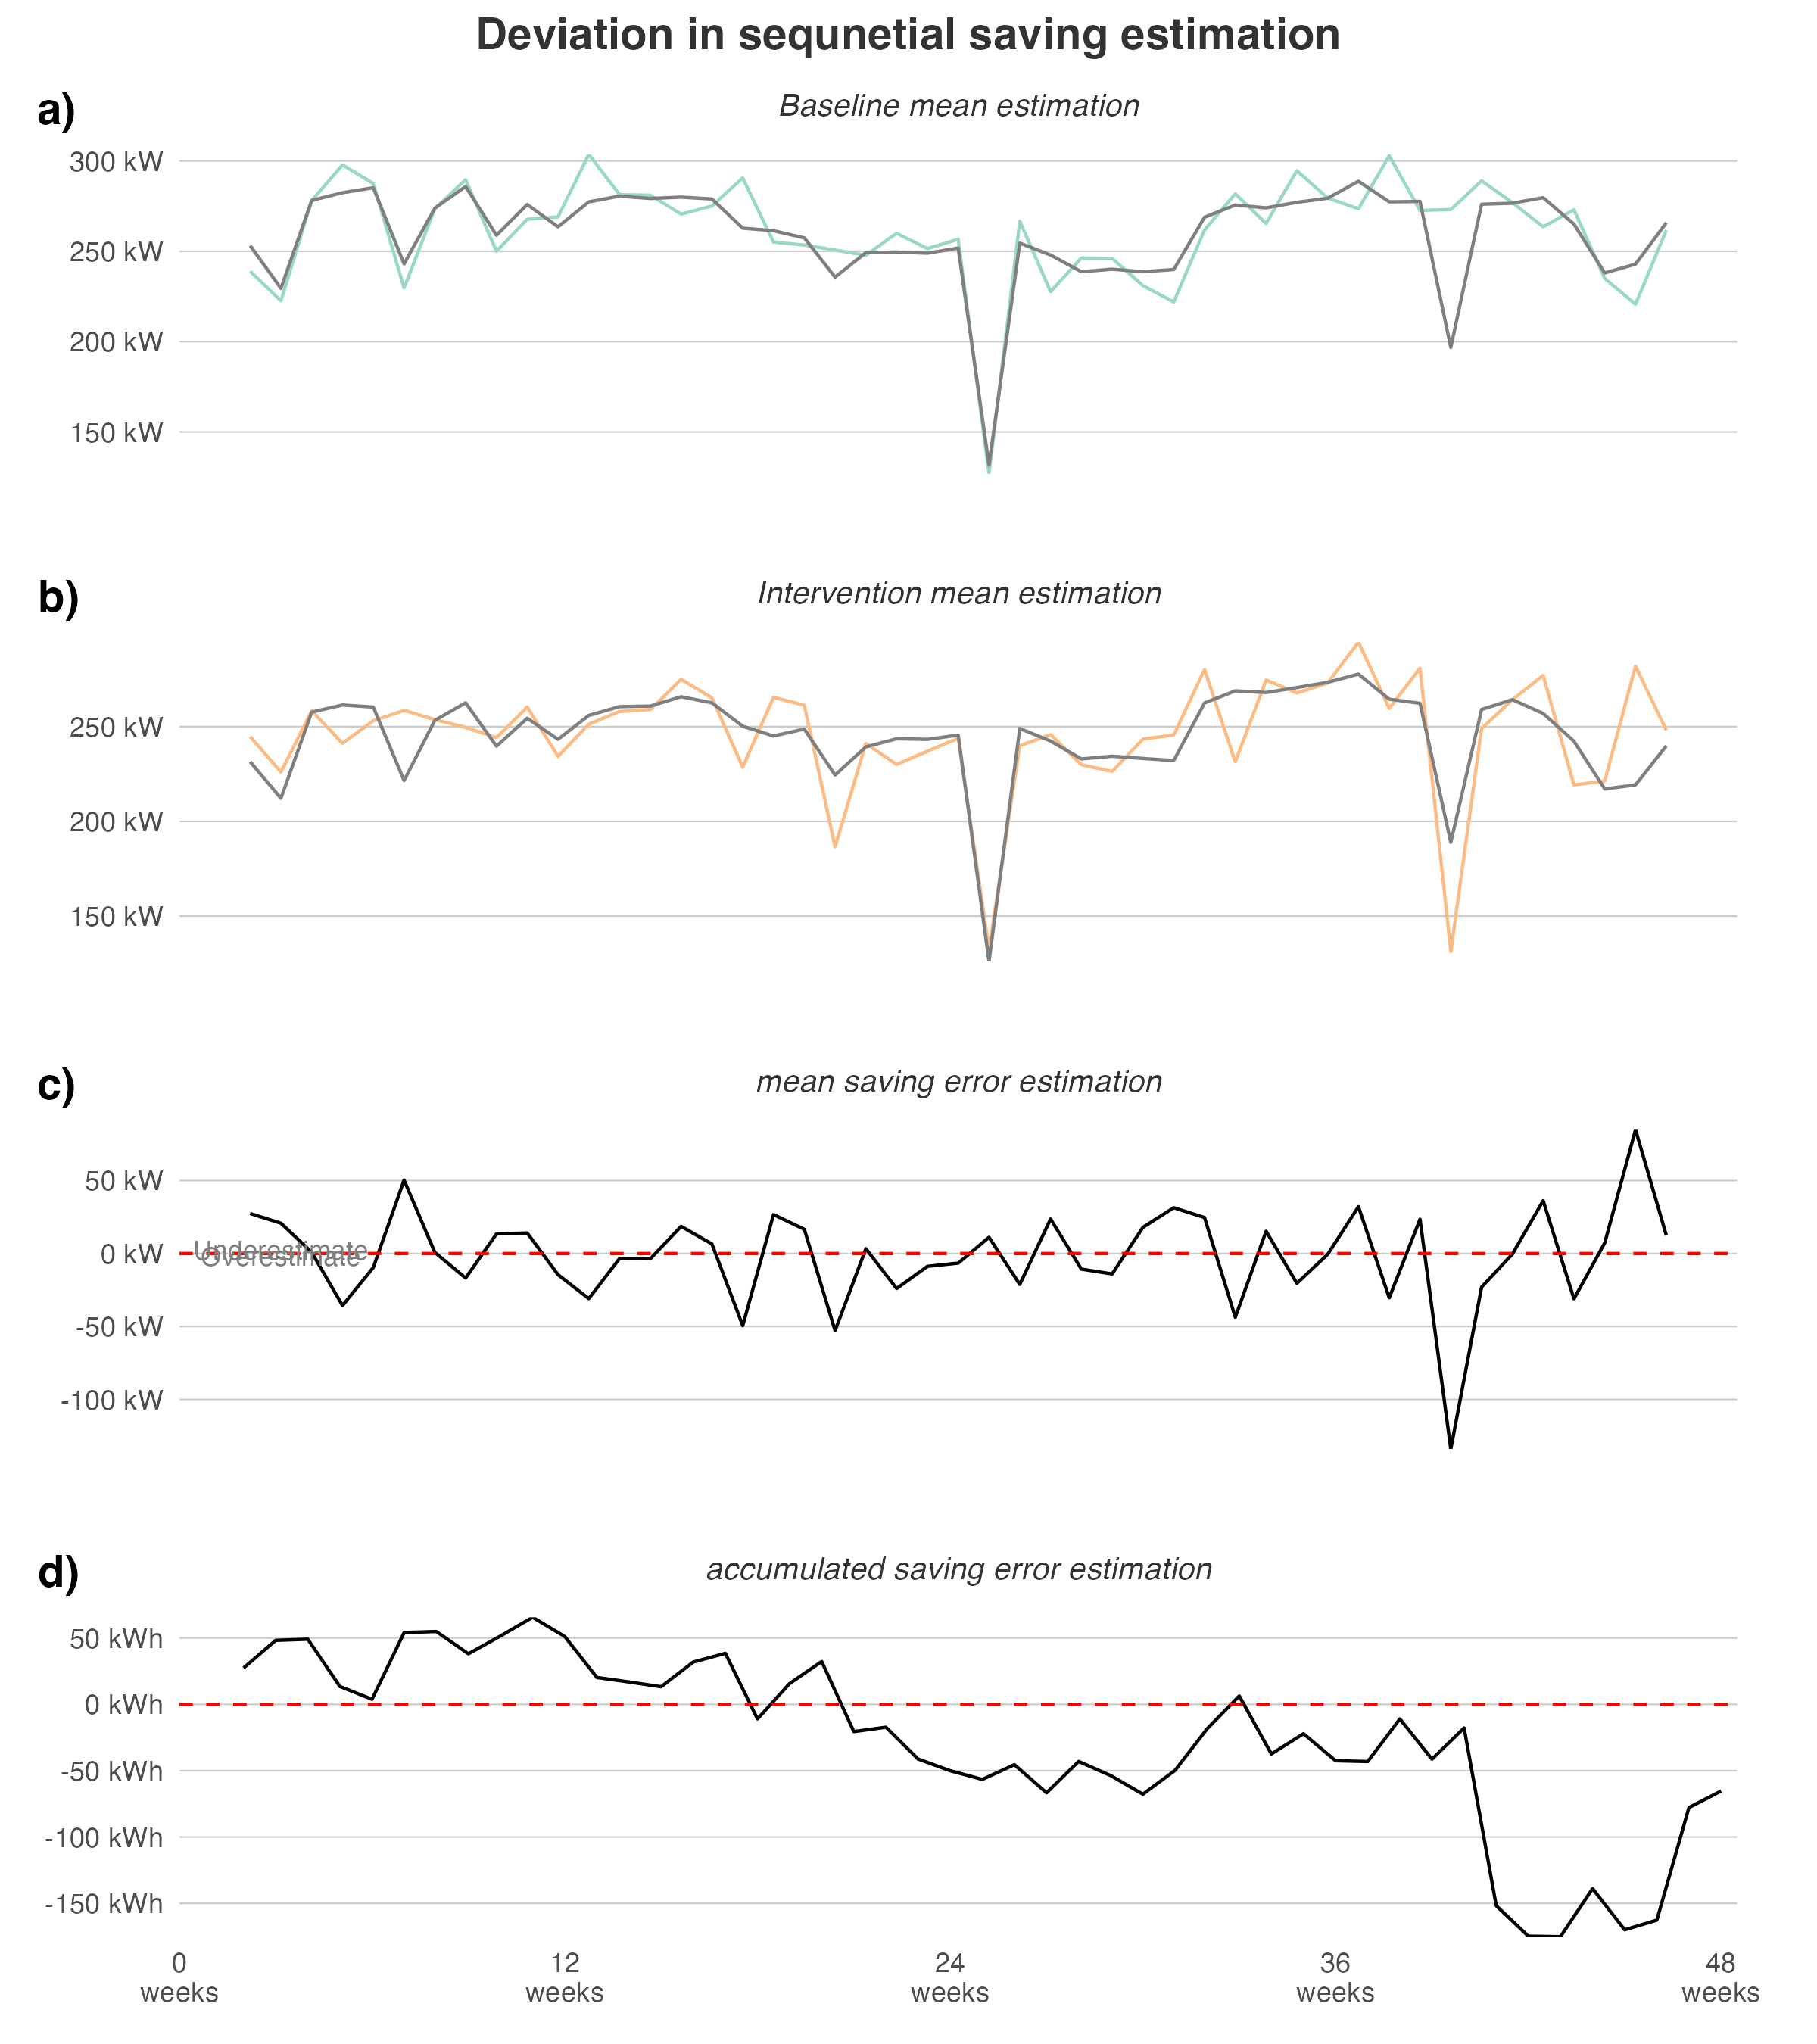 Deviation in sequnetial saving estimation
a)
Baseline mean estimation
300 kW
250 kW
200 kW
150 kW
b)
Intervention mean estimation
250 kW
200 kW
150 kW
c)
mean saving error estimation
50 kW
0 kW
-50 kW
-100 kW
Underestimate
Overestimate
d)
accumulated saving error estimation
50 kWh
0 kWh
-50 kWh
-100 kWh
-150 kWh
0 weeks
12 weeks
24 weeks
36 weeks
48 weeks